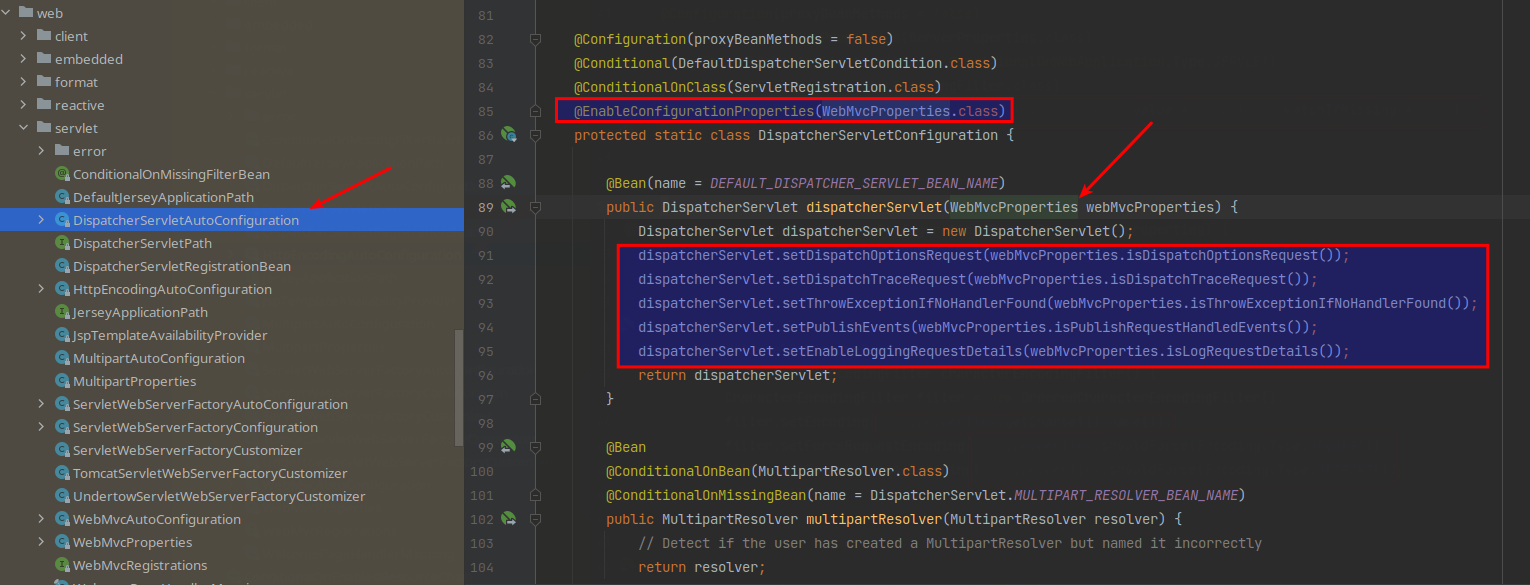 web
client
embedded
format
reactive
servlet
error
ConditionalOnMissingFilterBean
DefaultJerseyApplicationPath
DispatcherServletAutoConfiguration
DispatcherServletPath
DispatcherServletRegistrationBean
HttpEncodingAutoConfiguration
JerseyApplicationPath
JspTemplateAvailabilityProvider
MultipartAutoConfiguration
MultipartProperties
ServletWebServerFactoryAutoConfiguration
ServletWebServerFactoryConfiguration
ServletWebServerFactoryCustomizer
TomcatServletWebServerFactoryCustomizer
UndertowServletWebServerFactoryCustomizer
WebMvcAutoConfiguration
WebMvcProperties
WebMvcRegistrations
81
82 @Configuration(proxyBeanMethods = false)
83 @Conditional(DefaultDispatcherServletCondition.class)
84 @ConditionalOnClass(ServletRegistration.class)
85 @EnableConfigurationProperties(WebMvcProperties.class)
86 protected static class DispatcherServletConfiguration {
87
88 @Bean(name = DEFAULT_DISPATCHER_SERVLET_BEAN_NAME)
89 public DispatcherServlet dispatcherServlet(WebMvcProperties webMvcProperties) {
90 DispatcherServlet dispatcherServlet = new DispatcherServlet();
91 dispatcherServlet.setDispatchOptionsRequest(webMvcProperties.isDispatchOptionsRequest());
92 dispatcherServlet.setDispatchTraceRequest(webMvcProperties.isDispatchTraceRequest());
93 dispatcherServlet.setThrowExceptionIfNoHandlerFound(webMvcProperties.isThrowExceptionIfNoHandlerFound());
94 dispatcherServlet.setPublishEvents(webMvcProperties.isPublishRequestHandledEvents());
95 dispatcherServlet.setEnableLoggingRequestDetails(webMvcProperties.isLogRequestDetails());
96 return dispatcherServlet;
97 }
98
99 @Bean
100 @ConditionalOnBean(MultipartResolver.class)
101 @ConditionalOnMissingBean(name = DispatcherServlet.MULTIPART_RESOLVER_BEAN_NAME)
102 public MultipartResolver multipartResolver(MultipartResolver resolver) {
103 // Detect if the user has created a MultipartResolver but named it incorrectly
104 return resolver;